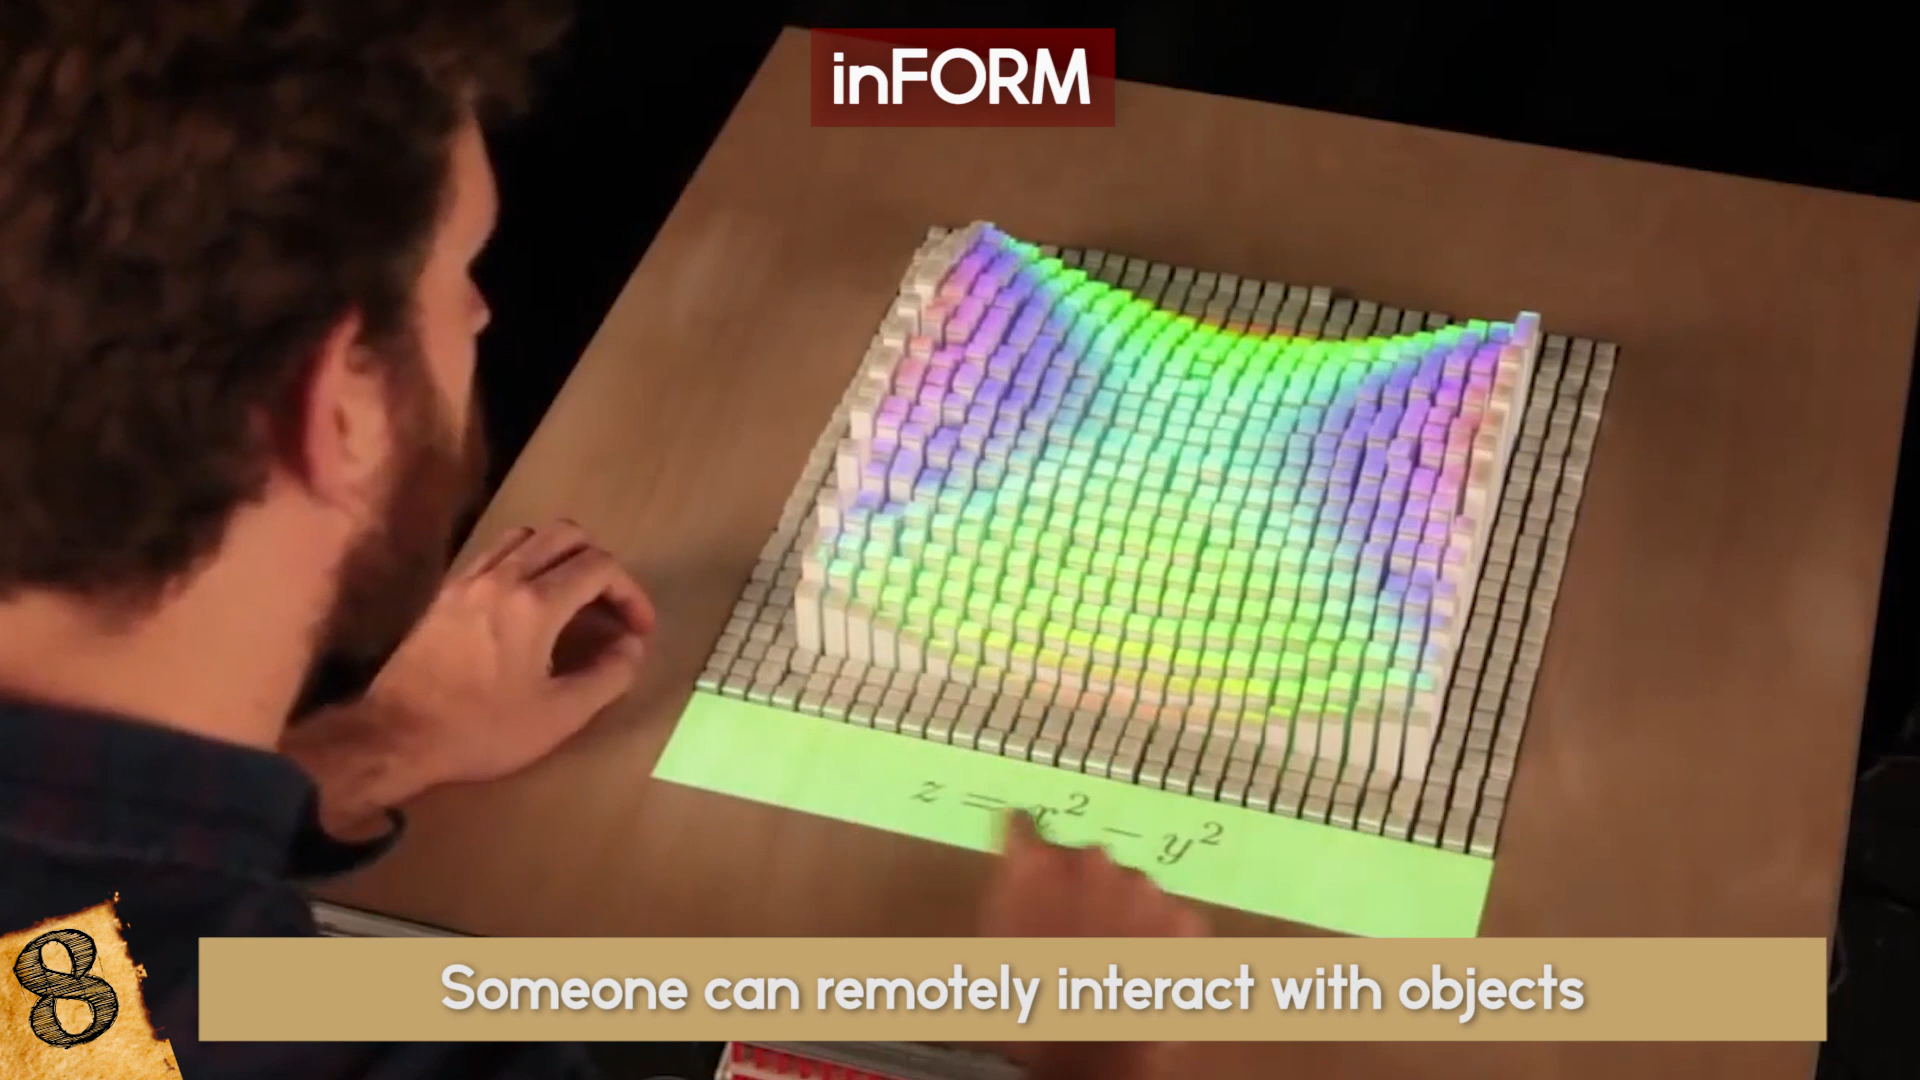 inFORM
z = x² − y²
8
Someone can remotely interact with objects